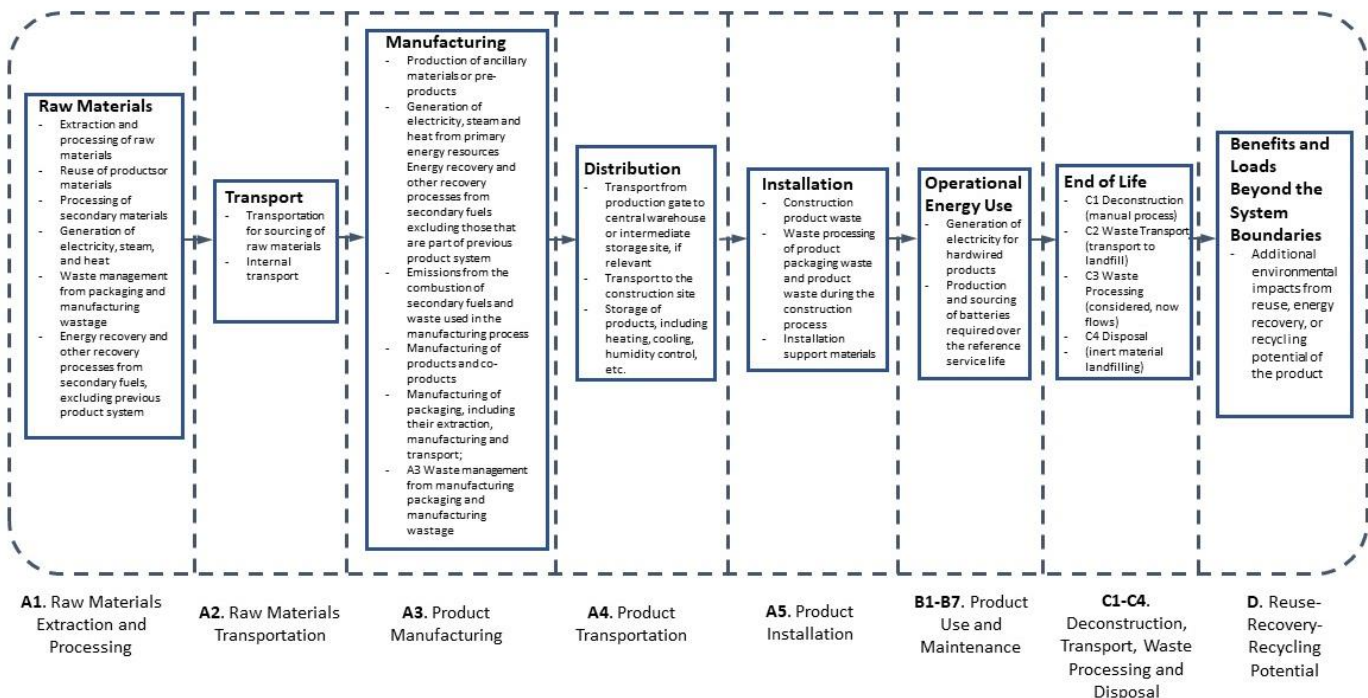 Raw Materials
- Extraction and
processing of raw
materials
- Reuse of productsor
materials
- Processing of
secondary materials
- Generation of
electricity, steam,
and heat
- Waste management
from packaging and
manufacturing
wastage
- Energy recovery and
other recovery
processes from
secondary fuels,
excluding previous
product system
Transport
- Transportation
for sourcing of
raw materials
- Internal
transport
Manufacturing
- Production of ancillary
materials or pre-
products
- Generation of
electricity, steam and
heat from primary
energy resources
Energy recovery and
other recovery
processes from
secondary fuels
excluding those that
are part of previous
product system
- Emissions from the
combustion of
secondary fuels and
waste used in the
manufacturing process
- Manufacturing of
products and co-
products
- Manufacturing of
packaging, including
their extraction,
manufacturing and
transport;
- A3 Waste management
from manufacturing
packaging and
manufacturing
wastage
Distribution
- Transport from
production gate to
central warehouse
or intermediate
storage site, if
relevant
- Transport to the
construction site
- Storage of
products, including
heating, cooling,
humidity control,
etc.
Installation
- Construction
product waste
- Waste processing
of product
packaging waste
and product
waste during the
construction
process
- Installation
support materials
Operational
Energy Use
- Generation of
electricity for
hardwired
products
- Production
and sourcing
of batteries
required over
the reference
service life
End of Life
- C1 Deconstruction
(manual process)
- C2 Waste Transport
(transport to
landfill)
- C3 Waste
Processing
(considered, now
flows)
- C4 Disposal
- (inert material
landfilling)
Benefits and
Loads
Beyond the
System
Boundaries
- Additional
environmental
impacts from
reuse, energy
recovery, or
recycling
potential of
the product
A1. Raw Materials
Extraction and
Processing
A2. Raw Materials
Transportation
A3. Product
Manufacturing
A4. Product
Transportation
A5. Product
Installation
B1-B7. Product
Use and
Maintenance
C1-C4.
Deconstruction,
Transport, Waste
Processing and
Disposal
D. Reuse-
Recovery-
Recycling
Potential